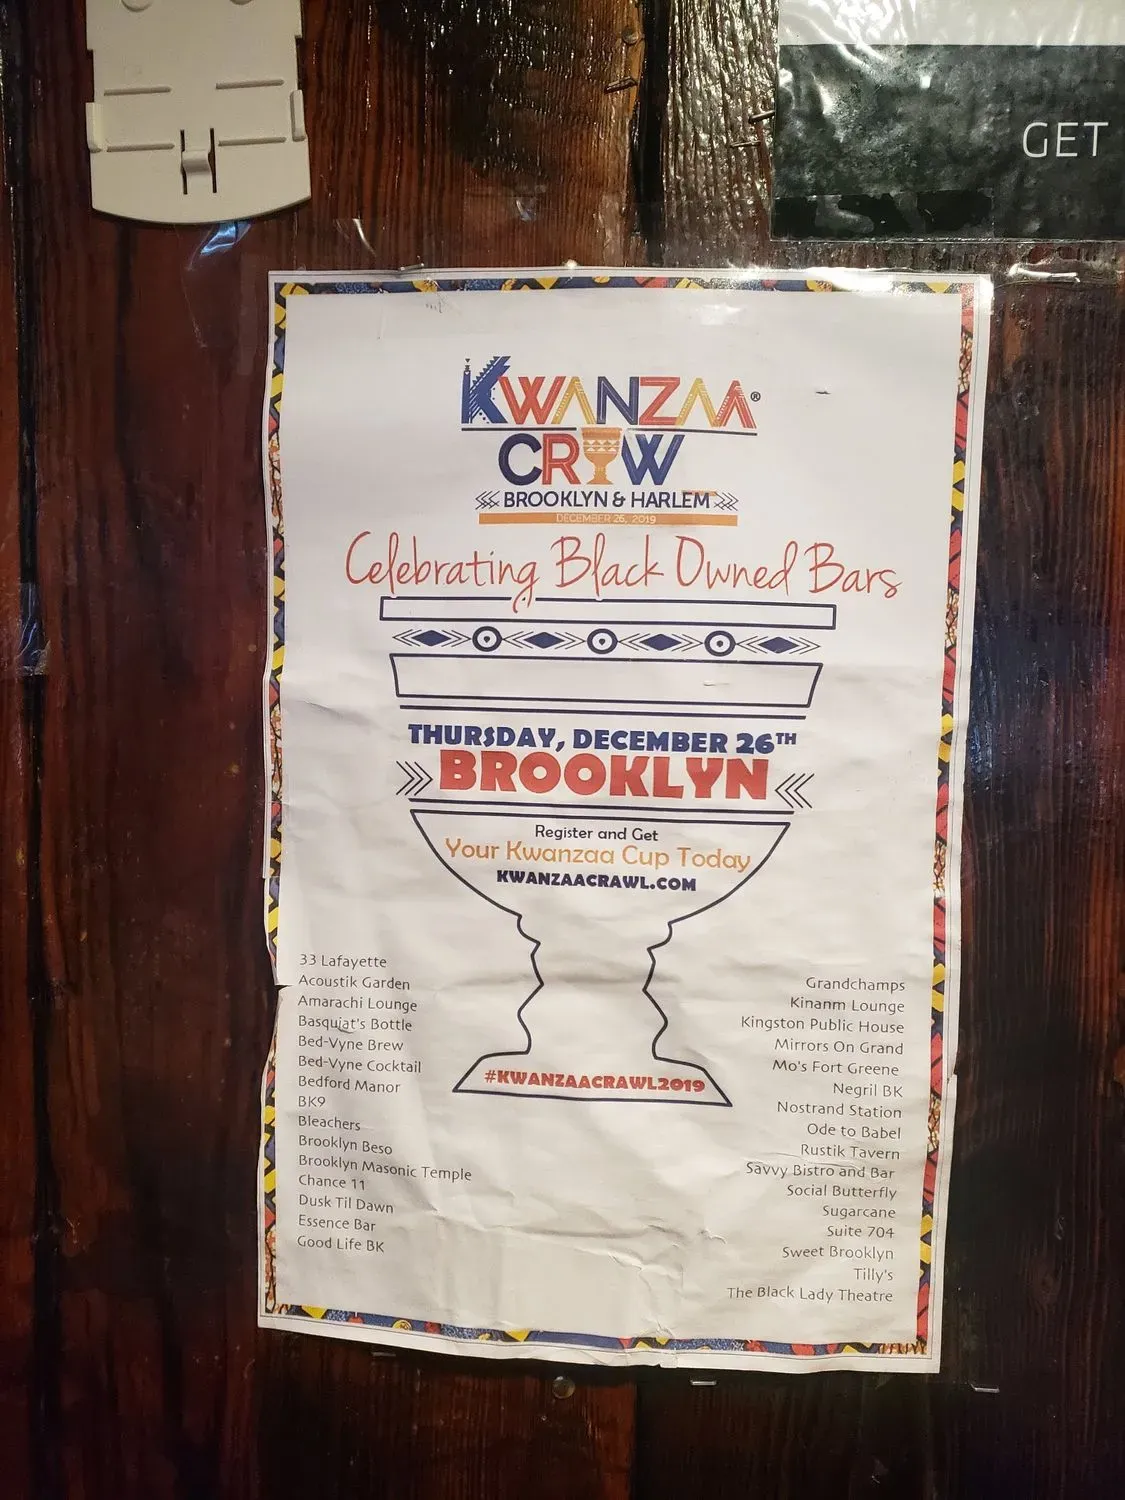 GET
KWANZAA®
CRAWL
BROOKLYN & HARLEM
DECEMBER 26, 2019
Celebrating Black Owned Bars
THURSDAY, DECEMBER 26TH
BROOKLYN
Register and Get
Your Kwanzaa Cup Today
KWANZAACRAWL.COM
#KWANZAACRAWL2019
33 Lafayette
Acoustik Garden
Amarachi Lounge
Basquiat's Bottle
Bed-Vyne Brew
Bed-Vyne Cocktail
Bedford Manor
BK9
Bleachers
Brooklyn Beso
Brooklyn Masonic Temple
Chance 11
Dusk Til Dawn
Essence Bar
Good Life BK
Grandchamps
Kinanm Lounge
Kingston Public House
Mirrors On Grand
Mo's Fort Greene
Negril BK
Nostrand Station
Ode to Babel
Rustik Tavern
Savvy Bistro and Bar
Social Butterfly
Sugarcane
Suite 704
Sweet Brooklyn
Tilly's
The Black Lady Theatre